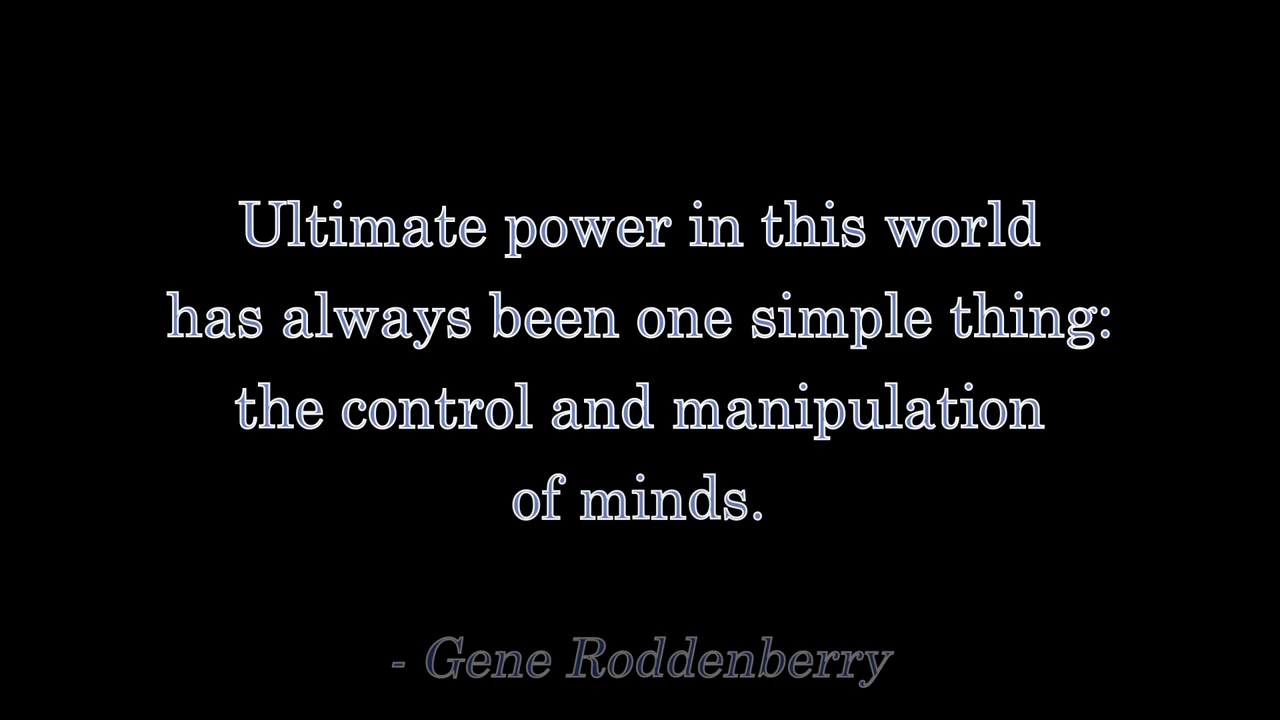 Ultimate power in this world
has always been one simple thing:
the control and manipulation
of minds.
- Gene Roddenberry